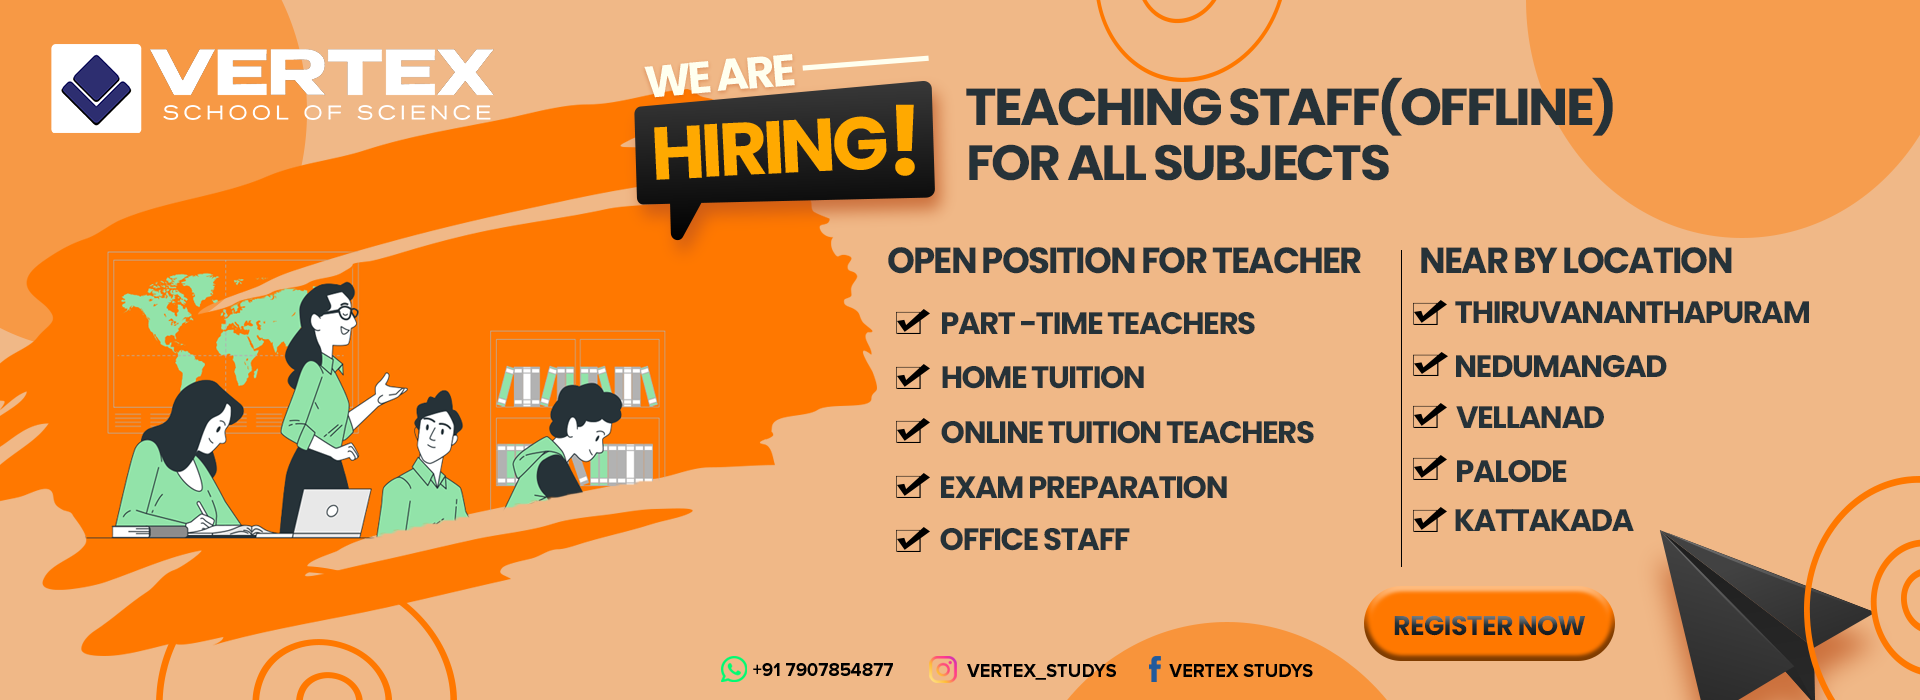 VERTEX
SCHOOL OF SCIENCE
WE ARE
HIRING!
TEACHING STAFF(OFFLINE)
FOR ALL SUBJECTS
OPEN POSITION FOR TEACHER
PART -TIME TEACHERS
HOME TUITION
ONLINE TUITION TEACHERS
EXAM PREPARATION
OFFICE STAFF
NEAR BY LOCATION
THIRUVANANTHAPURAM
NEDUMANGAD
VELLANAD
PALODE
KATTAKADA
REGISTER NOW
+91 7907854877
VERTEX_STUDYS
VERTEX STUDYS